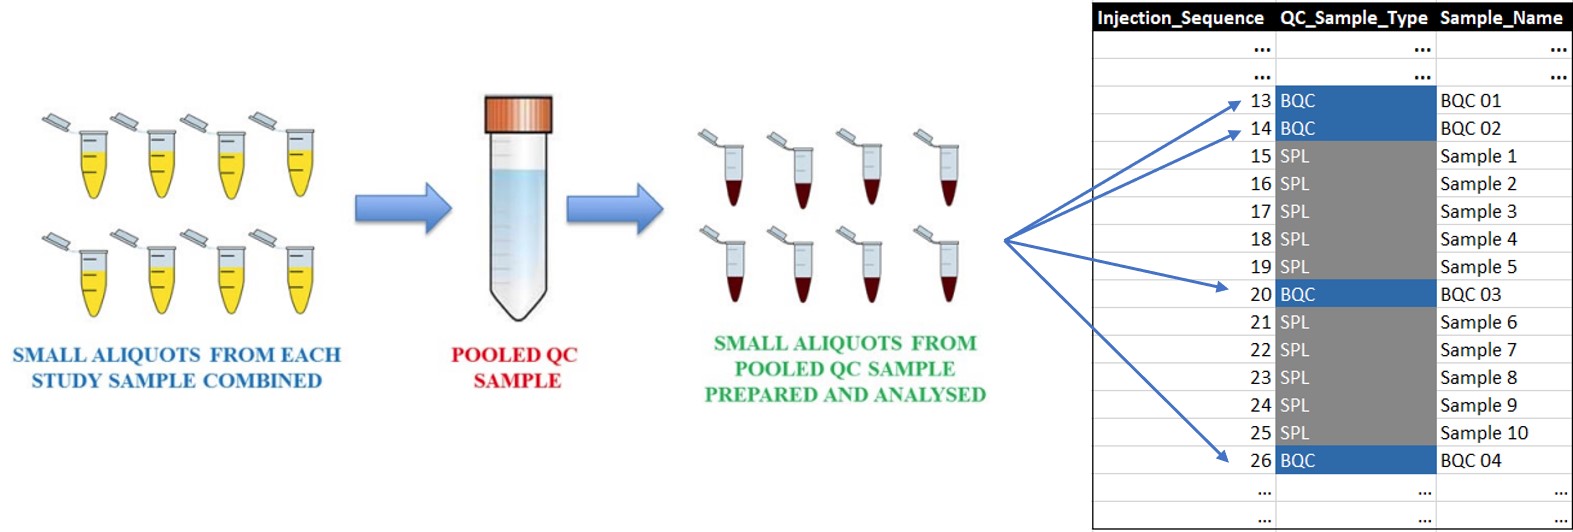 SMALL ALIQUOTS FROM EACH
STUDY SAMPLE COMBINED
POOLED QC
SAMPLE
SMALL ALIQUOTS FROM
POOLED QC SAMPLE
PREPARED AND ANALYSED
Injection_Sequence QC_Sample_Type Sample_Name
... ... ...
... ... ...
13 BQC BQC 01
14 BQC BQC 02
15 SPL Sample 1
16 SPL Sample 2
17 SPL Sample 3
18 SPL Sample 4
19 SPL Sample 5
20 BQC BQC 03
21 SPL Sample 6
22 SPL Sample 7
23 SPL Sample 8
24 SPL Sample 9
25 SPL Sample 10
26 BQC BQC 04
... ... ...
... ... ...